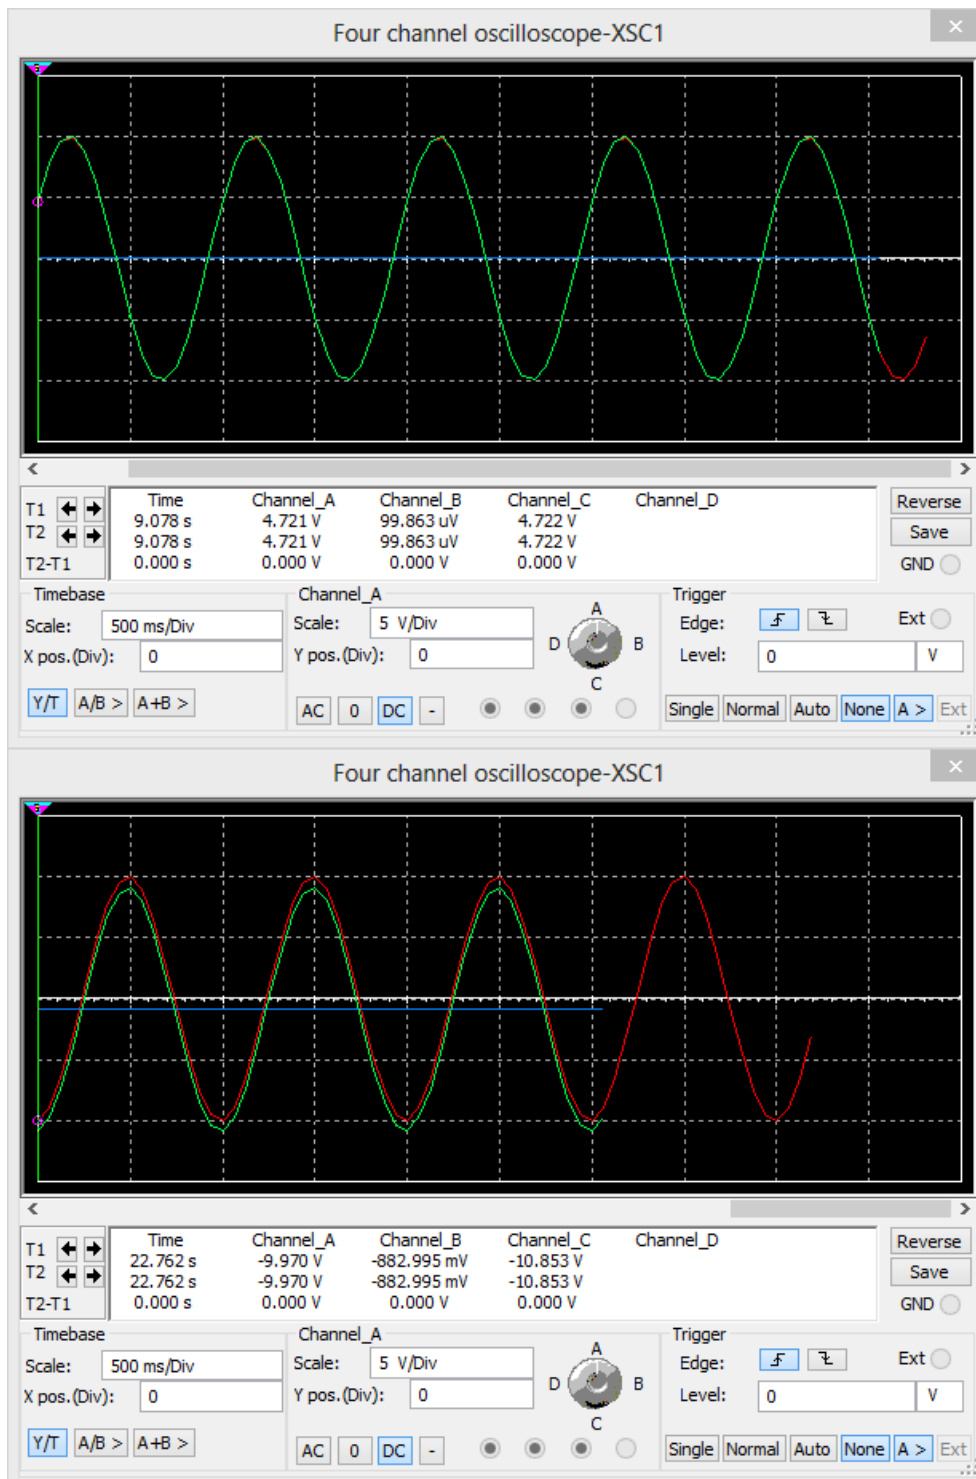 Four channel oscilloscope-XSC1
Time Channel_A Channel_B Channel_C Channel_D
T1 9.078 s 4.721 V 99.863 uV 4.722 V
T2 9.078 s 4.721 V 99.863 uV 4.722 V
T2-T1 0.000 s 0.000 V 0.000 V 0.000 V
Reverse
Save
GND
Timebase
Scale: 500 ms/Div
X pos.(Div): 0
Y/T A/B > A+B >
Channel_A
Scale: 5 V/Div
Y pos.(Div): 0
AC 0 DC -
A
D B
C
Trigger
Edge: Ext
Level: 0 V
Single Normal Auto None A > Ext
Four channel oscilloscope-XSC1
Time Channel_A Channel_B Channel_C Channel_D
T1 22.762 s -9.970 V -882.995 mV -10.853 V
T2 22.762 s -9.970 V -882.995 mV -10.853 V
T2-T1 0.000 s 0.000 V 0.000 V 0.000 V
Reverse
Save
GND
Timebase
Scale: 500 ms/Div
X pos.(Div): 0
Y/T A/B > A+B >
Channel_A
Scale: 5 V/Div
Y pos.(Div): 0
AC 0 DC -
A
D B
C
Trigger
Edge: Ext
Level: 0 V
Single Normal Auto None A > Ext